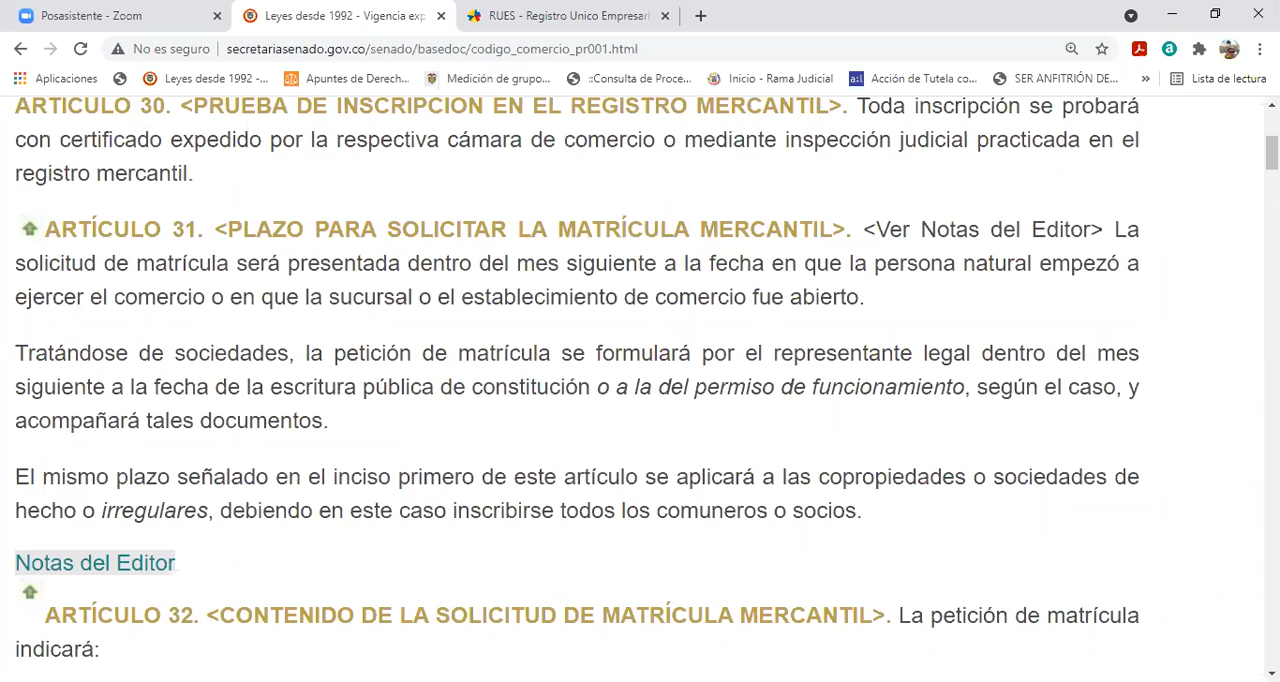 Posasistente - Zoom
Leyes desde 1992 - Vigencia exp
RUES - Registro Unico Empresari
No es seguro
secretariasenado.gov.co/senado/basedoc/codigo_comercio_pr001.html
Aplicaciones
Leyes desde 1992 -...
Apuntes de Derech...
Medición de grupo...
::Consulta de Proce...
Inicio - Rama Judicial
Acción de Tutela co...
SER ANFITRIÓN DE...
»
Lista de lectura
ARTICULO 30. <PRUEBA DE INSCRIPCION EN EL REGISTRO MERCANTIL>. Toda inscripción se probará
con certificado expedido por la respectiva cámara de comercio o mediante inspección judicial practicada en el
registro mercantil.
ARTÍCULO 31. <PLAZO PARA SOLICITAR LA MATRÍCULA MERCANTIL>. <Ver Notas del Editor> La
solicitud de matrícula será presentada dentro del mes siguiente a la fecha en que la persona natural empezó a
ejercer el comercio o en que la sucursal o el establecimiento de comercio fue abierto.
Tratándose de sociedades, la petición de matrícula se formulará por el representante legal dentro del mes
siguiente a la fecha de la escritura pública de constitución o a la del permiso de funcionamiento, según el caso, y
acompañará tales documentos.
El mismo plazo señalado en el inciso primero de este artículo se aplicará a las copropiedades o sociedades de
hecho o irregulares, debiendo en este caso inscribirse todos los comuneros o socios.
Notas del Editor
ARTÍCULO 32. <CONTENIDO DE LA SOLICITUD DE MATRÍCULA MERCANTIL>. La petición de matrícula
indicará: